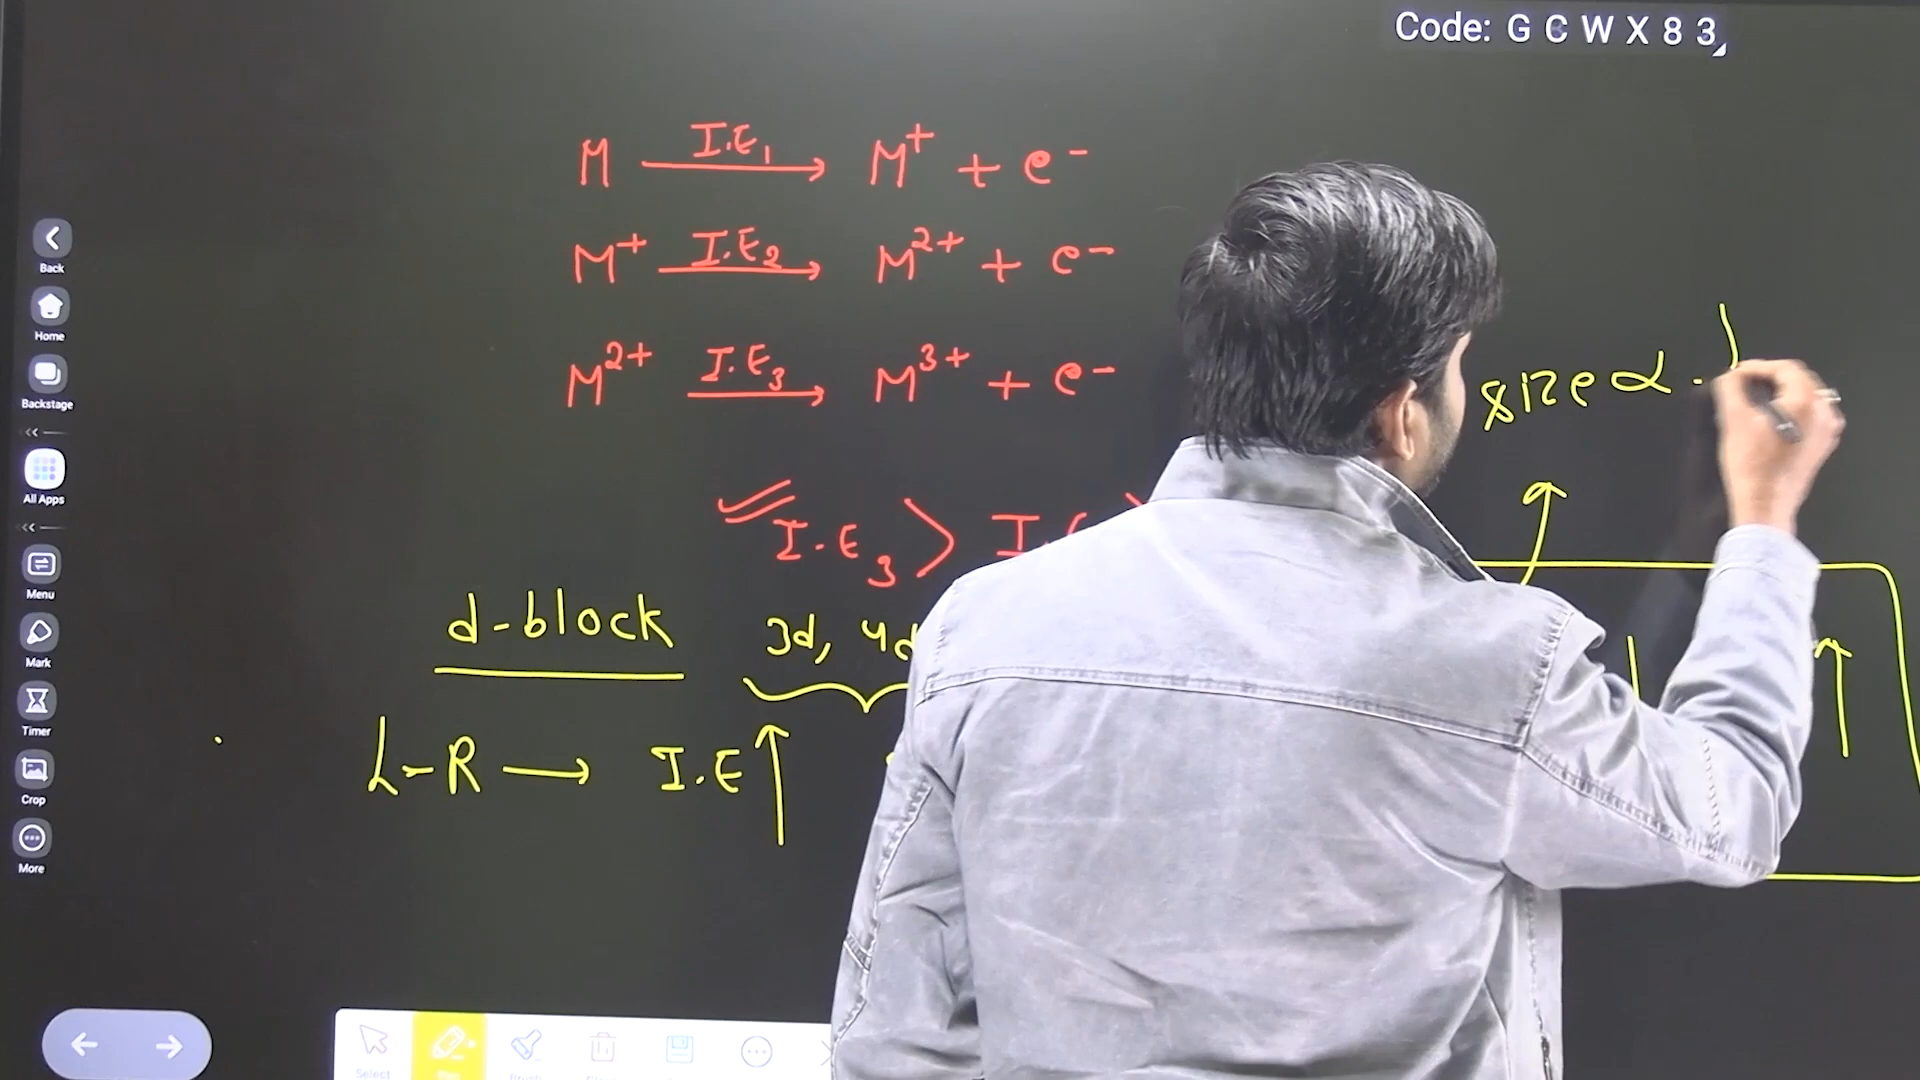 Code: G C W X 8 3
M I.E₁ → M⁺ + e⁻
M⁺ I.E₂ → M²⁺ + e⁻
M²⁺ I.E₃ → M³⁺ + e⁻
size α
I.E₃ > I.
d-block 3d, 4d
L-R → I.E ↑
Back
Home
Backstage
All Apps
Menu
Mark
Timer
Crop
More
Select